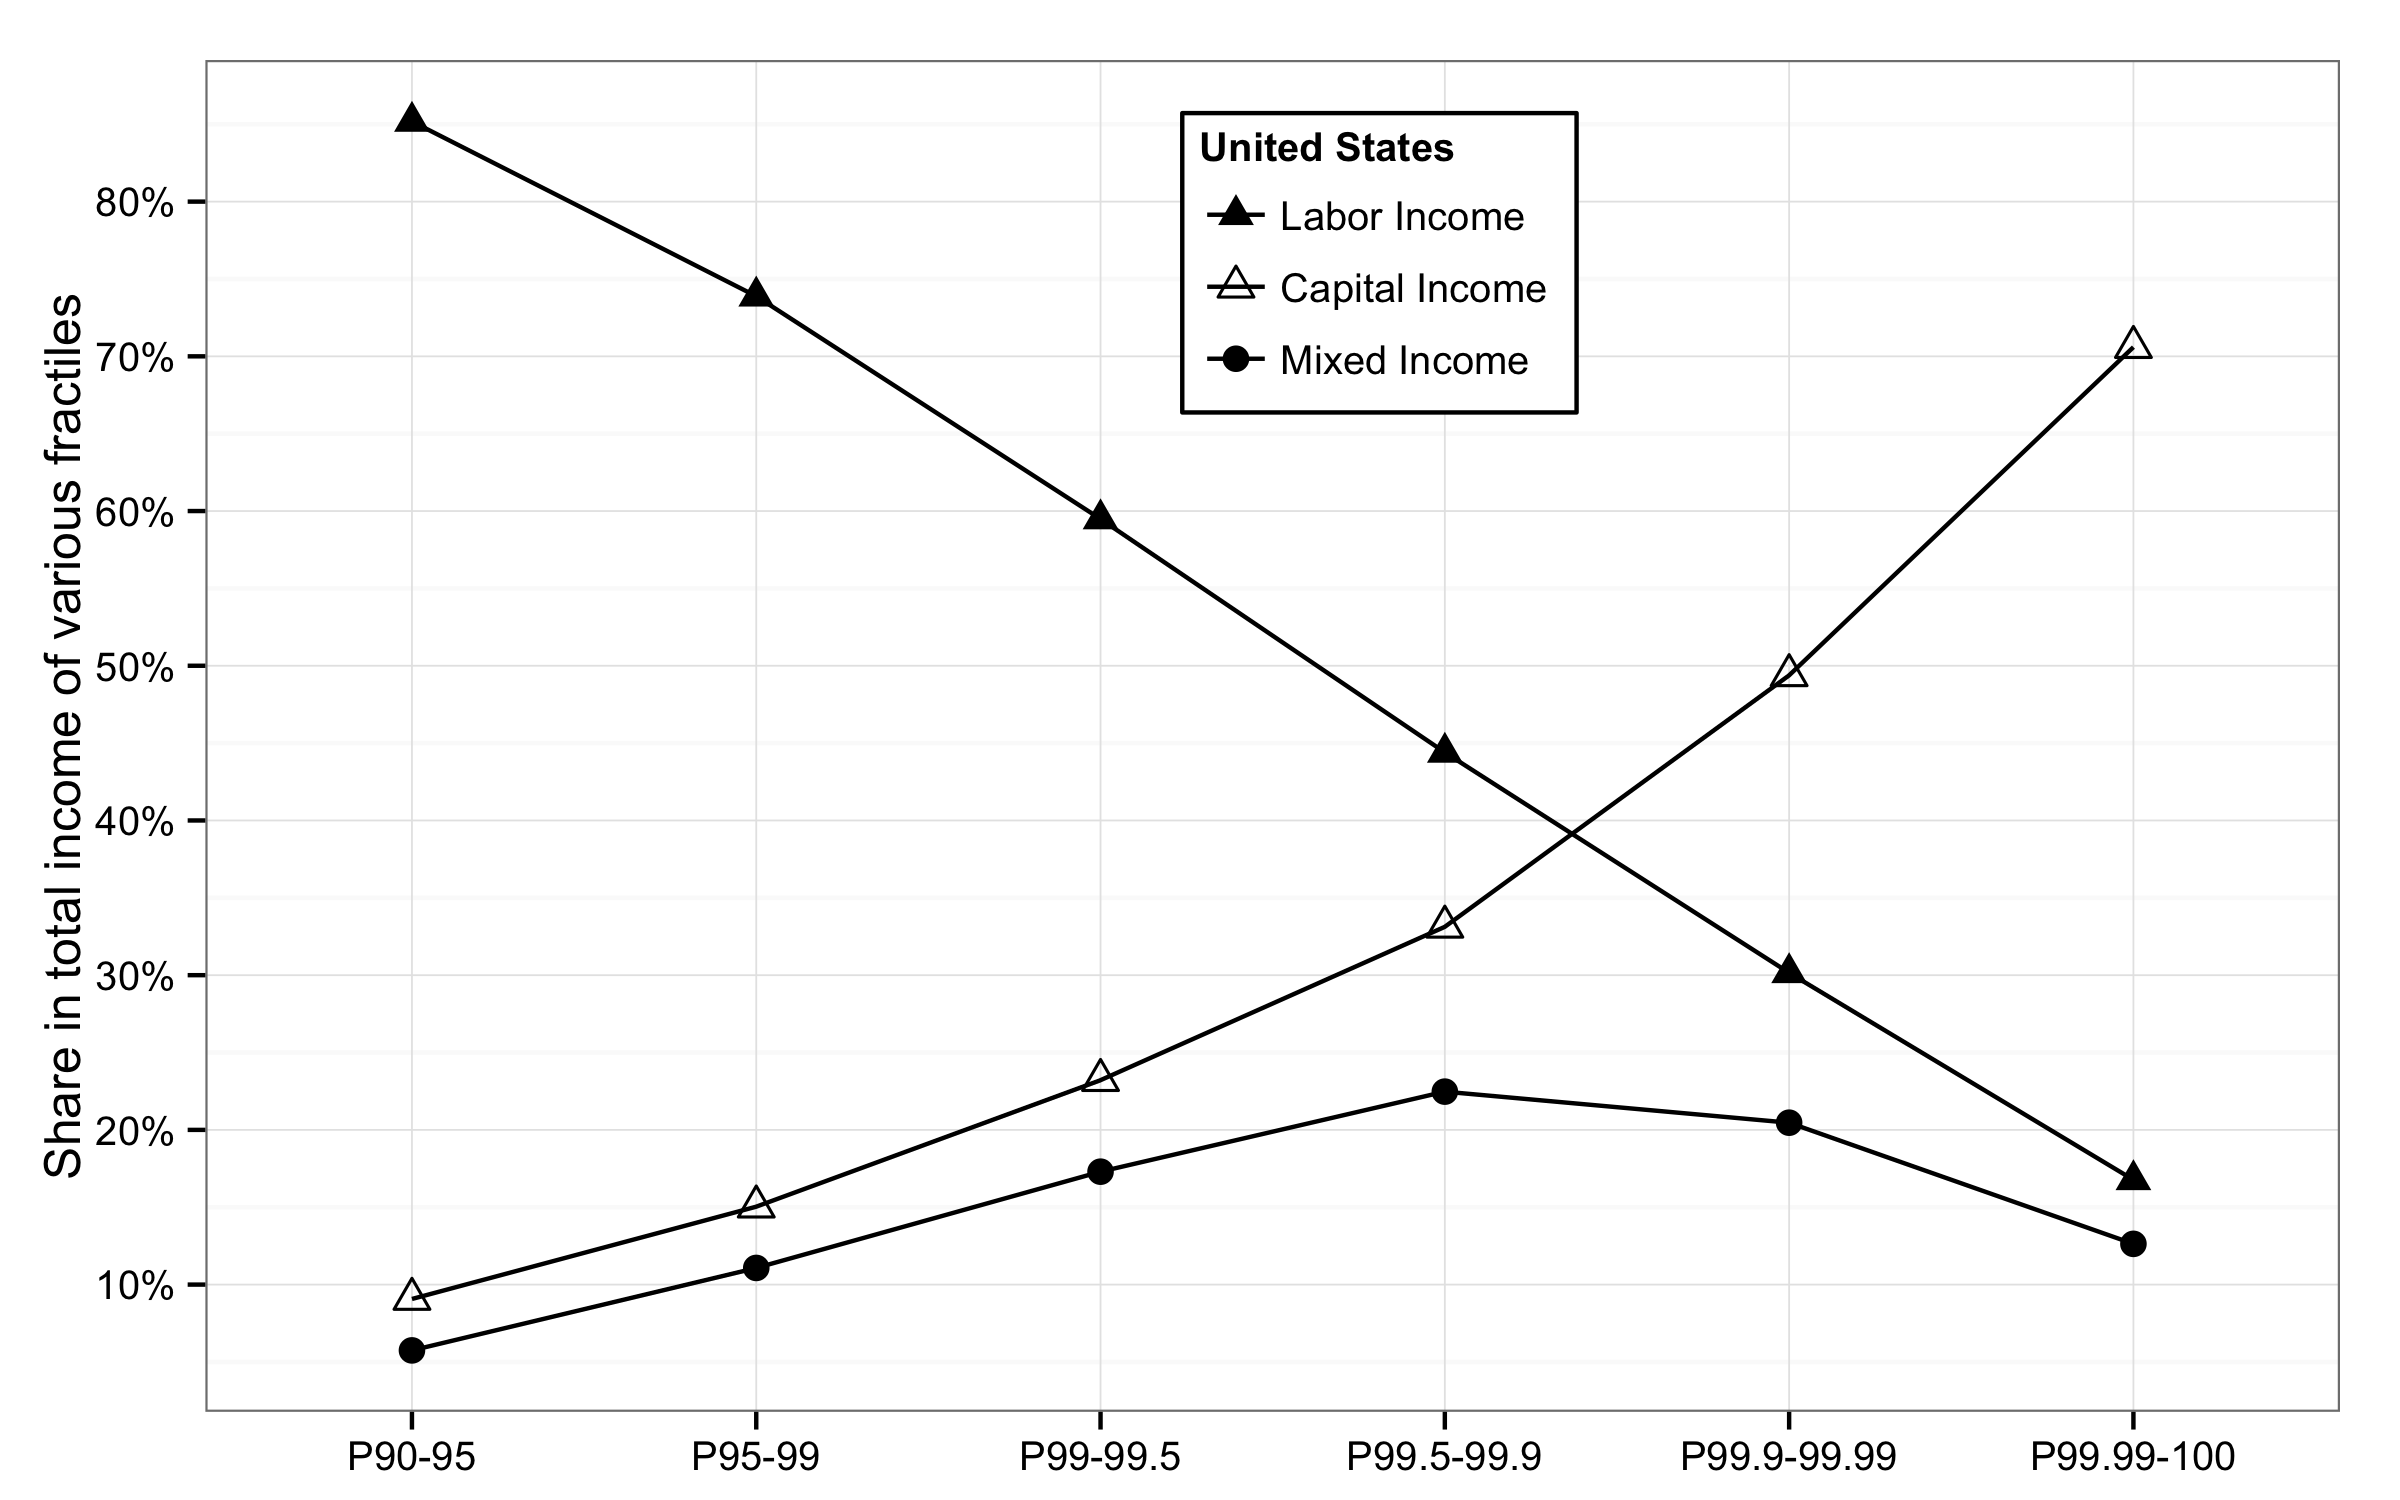 Share in total income of various fractiles
80%
70%
60%
50%
40%
30%
20%
10%
United States
Labor Income
Capital Income
Mixed Income
P90-95
P95-99
P99-99.5
P99.5-99.9
P99.9-99.99
P99.99-100